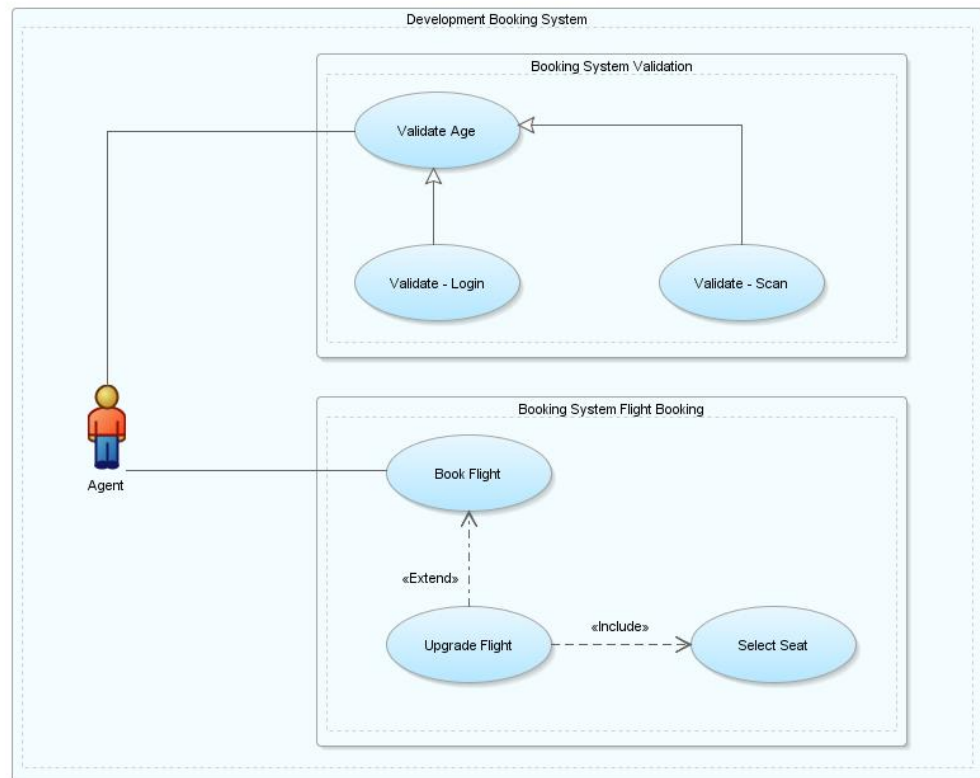 Development Booking System
Booking System Validation
Validate Age
Validate - Login
Validate - Scan
Agent
Booking System Flight Booking
Book Flight
«Extend»
Upgrade Flight
«Include»
Select Seat